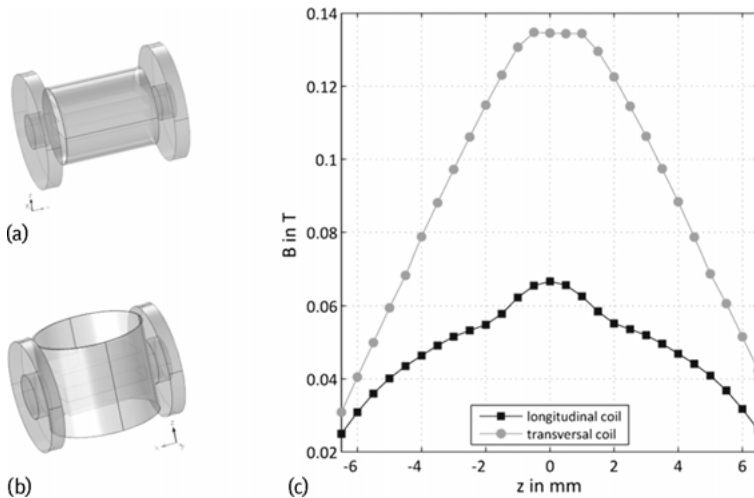 (a)
(b)
(c)
0.14
0.12
0.1
0.08
0.06
0.04
0.02
B in T
-6 -4 -2 0 2 4 6
z in mm
longitudinal coil
transversal coil